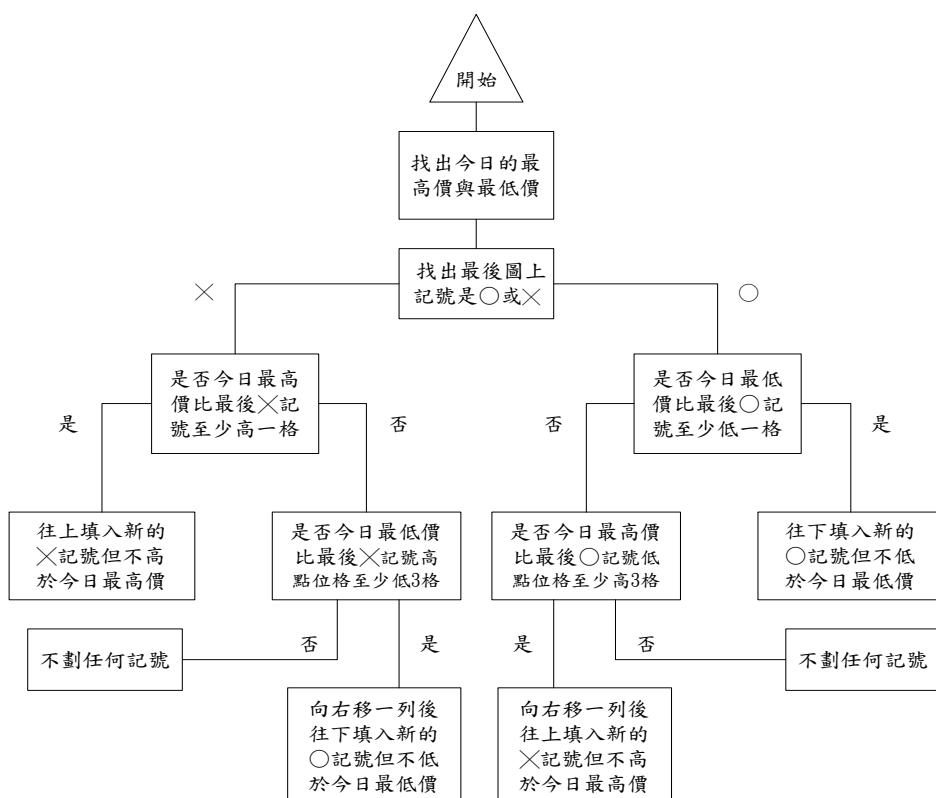 開始
找出今日的最
高價與最低價
找出最後圖上
記號是○或╳
╳
○
是否今日最高
價比最後╳記
號至少高一格
是否今日最低
價比最後○記
號至少低一格
是
否
否
是
往上填入新的
╳記號但不高
於今日最高價
是否今日最低價
比最後╳記號高
點位格至少低3格
是否今日最高價
比最後○記號低
點位格至少高3格
往下填入新的
○記號但不低
於今日最低價
不劃任何記號
否
是
是
否
不劃任何記號
向右移一列後
往下填入新的
○記號但不低
於今日最低價
向右移一列後
往上填入新的
╳記號但不高
於今日最高價